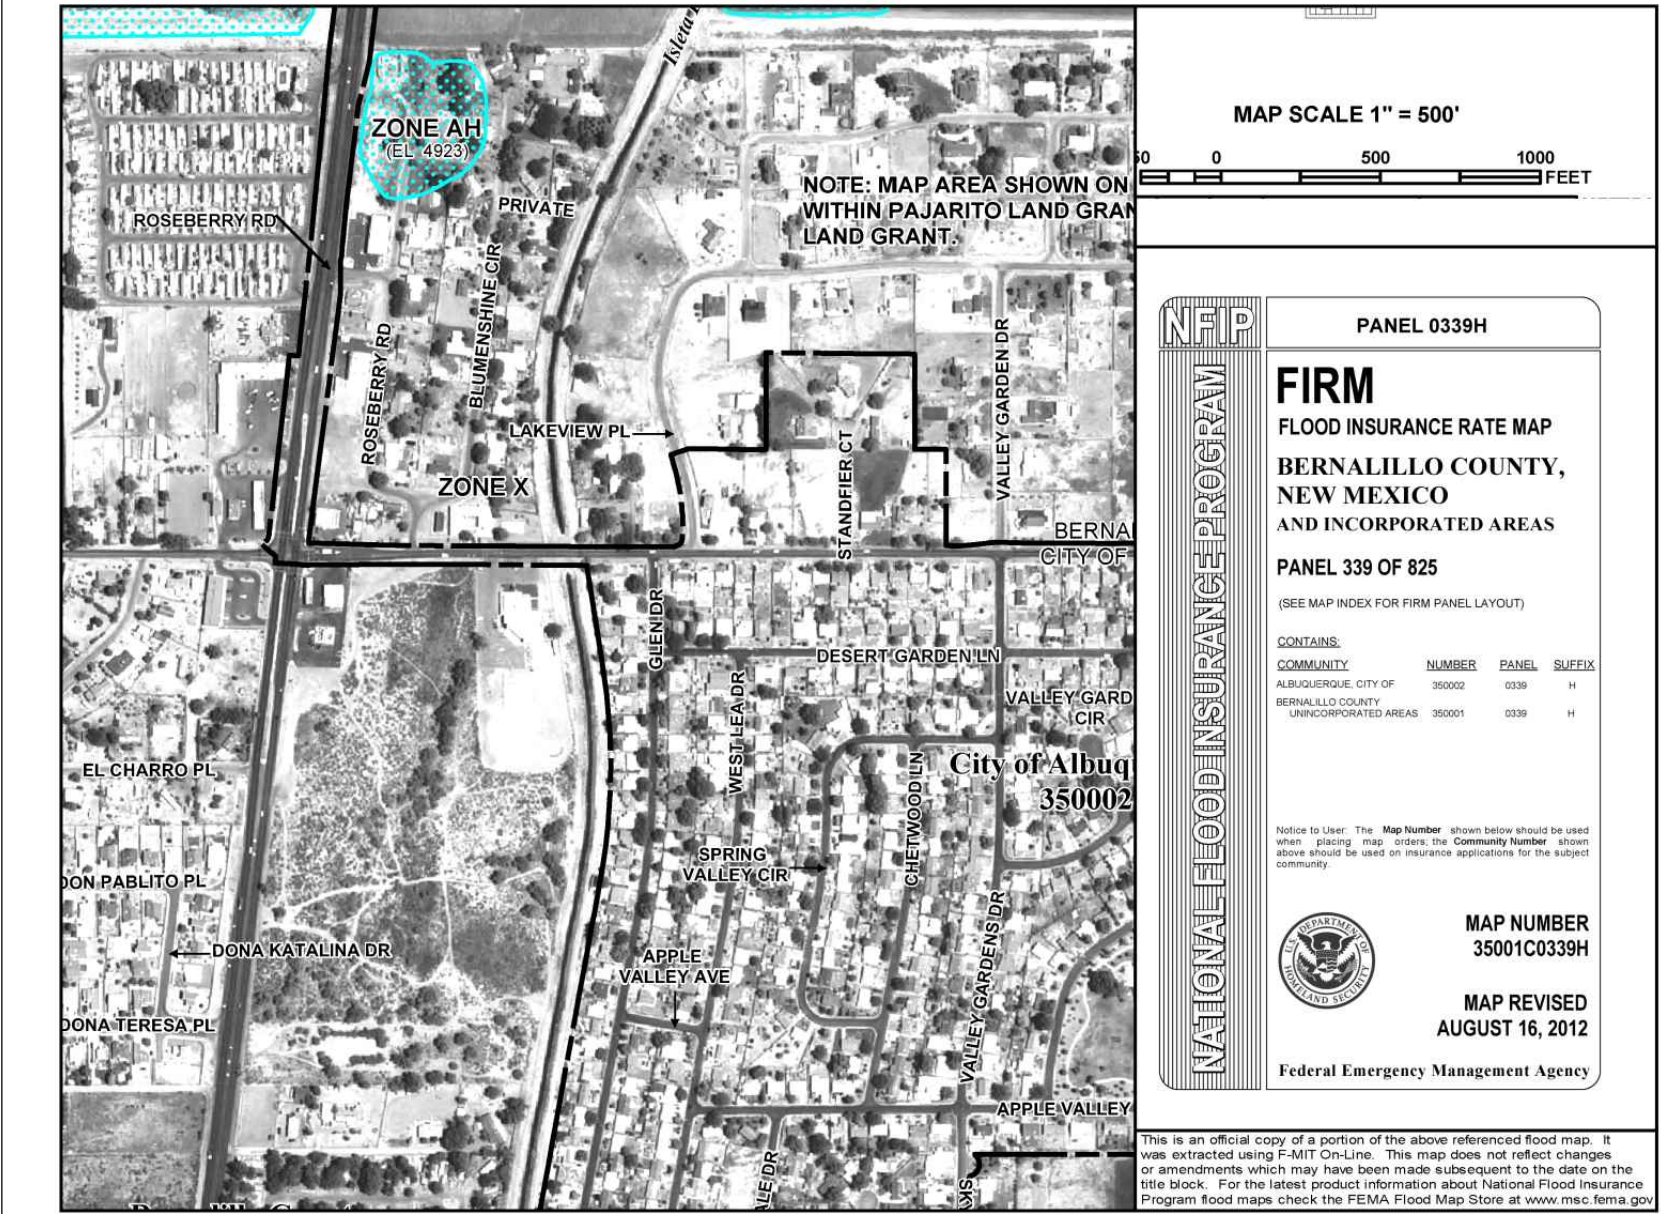 Isleta
ZONE AH
(EL 4923)
PRIVATE
ROSEBERRY RD
NOTE: MAP AREA SHOWN ON
WITHIN PAJARITO LAND GRAN
LAND GRANT.
BLUMENSHINE CIR
ROSEBERRY RD
LAKEVIEW PL
VALLEY GARDEN DR
STANDFIER CT
ZONE X
BERNA
CITY OF
GLEN DR
DESERT GARDEN LN
WEST LEA DR
VALLEY GARD
CIR
City of Albuq
350002
EL CHARRO PL
CHETWOOD LN
SPRING
VALLEY CIR
DON PABLITO PL
DONA KATALINA DR
APPLE
VALLEY AVE
VALLEY GARDENS DR
DONA TERESA PL
APPLE VALLEY
ALE DR
MAP SCALE 1" = 500'
50 0 500 1000
FEET
NFIP
NATIONAL FLOOD INSURANCE PROGRAM
PANEL 0339H
FIRM
FLOOD INSURANCE RATE MAP
BERNALILLO COUNTY,
NEW MEXICO
AND INCORPORATED AREAS
PANEL 339 OF 825
(SEE MAP INDEX FOR FIRM PANEL LAYOUT)
CONTAINS:
COMMUNITY NUMBER PANEL SUFFIX
ALBUQUERQUE, CITY OF 350002 0339 H
BERNALILLO COUNTY
UNINCORPORATED AREAS 350001 0339 H
Notice to User: The Map Number shown below should be used
when placing map orders; the Community Number shown
above should be used on insurance applications for the subject
community.
U.S. DEPARTMENT OF
HOMELAND SECURITY
MAP NUMBER
35001C0339H
MAP REVISED
AUGUST 16, 2012
Federal Emergency Management Agency
This is an official copy of a portion of the above referenced flood map. It
was extracted using F-MIT On-Line. This map does not reflect changes
or amendments which may have been made subsequent to the date on the
title block. For the latest product information about National Flood Insurance
Program flood maps check the FEMA Flood Map Store at www.msc.fema.gov